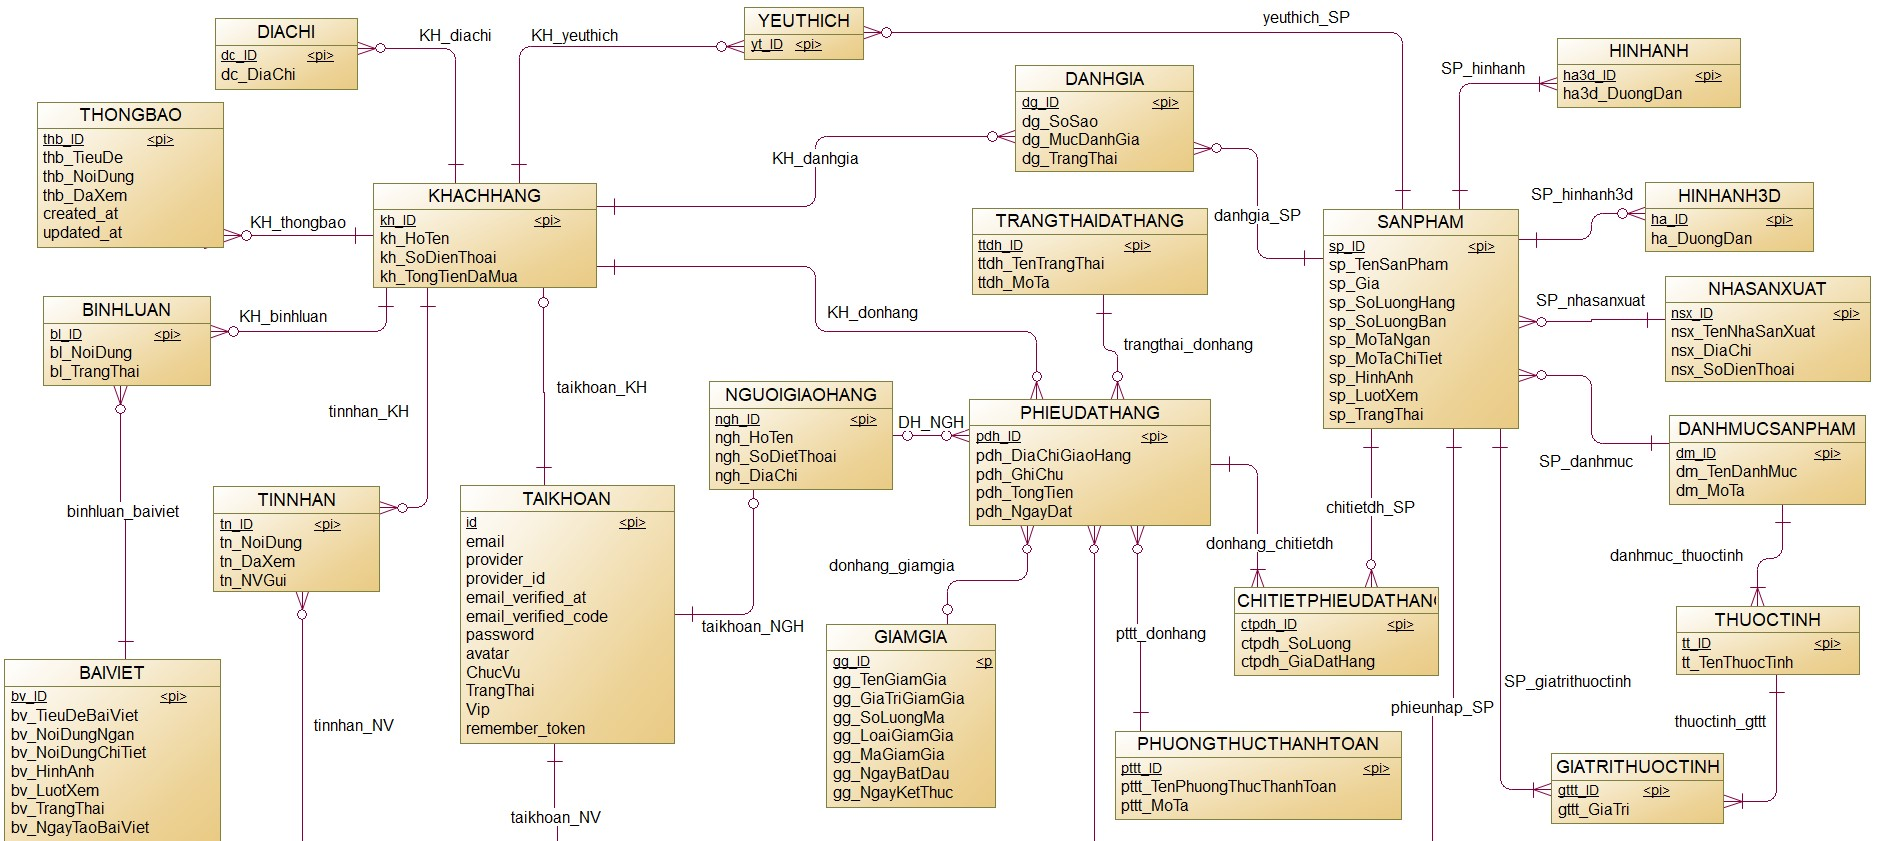 DIACHI
dc_ID <pi>
dc_DiaChi
KH_diachi
KH_yeuthich
YEUTHICH
yt_ID <pi>
yeuthich_SP
THONGBAO
thb_ID <pi>
thb_TieuDe
thb_NoiDung
thb_DaXem
created_at
updated_at
KH_thongbao
DANHGIA
dg_ID <pi>
dg_SoSao
dg_MucDanhGia
dg_TrangThai
KH_danhgia
danhgia_SP
SP_hinhanh
HINHANH
ha3d_ID <pi>
ha3d_DuongDan
KHACHHANG
kh_ID <pi>
kh_HoTen
kh_SoDienThoai
kh_TongTienDaMua
TRANGTHAIDATHANG
ttdh_ID <pi>
ttdh_TenTrangThai
ttdh_MoTa
SANPHAM
sp_ID <pi>
sp_TenSanPham
sp_Gia
sp_SoLuongHang
sp_SoLuongBan
sp_MoTaNgan
sp_MoTaChiTiet
sp_HinhAnh
sp_LuotXem
sp_TrangThai
SP_hinhanh3d
HINHANH3D
ha_ID <pi>
ha_DuongDan
SP_nhasanxuat
NHASANXUAT
nsx_ID <pi>
nsx_TenNhaSanXuat
nsx_DiaChi
nsx_SoDienThoai
BINHLUAN
bl_ID <pi>
bl_NoiDung
bl_TrangThai
KH_binhluan
KH_donhang
trangthai_donhang
tinnhan_KH
taikhoan_KH
NGUOIGIAOHANG
ngh_ID <pi>
ngh_HoTen
ngh_SoDietThoai
ngh_DiaChi
DH_NGH
PHIEUDATHANG
pdh_ID <pi>
pdh_DiaChiGiaoHang
pdh_GhiChu
pdh_TongTien
pdh_NgayDat
SP_danhmuc
DANHMUCSANPHAM
dm_ID <pi>
dm_TenDanhMuc
dm_MoTa
binhluan_baiviet
TINNHAN
tn_ID <pi>
tn_NoiDung
tn_DaXem
tn_NVGui
TAIKHOAN
id <pi>
email
provider
provider_id
email_verified_at
email_verified_code
password
avatar
ChucVu
TrangThai
Vip
remember_token
taikhoan_NGH
donhang_giamgia
donhang_chitietdh
chitietdh_SP
danhmuc_thuoctinh
CHITIETPHIEUDATHAN
ctpdh_ID <pi>
ctpdh_SoLuong
ctpdh_GiaDatHang
THUOCTINH
tt_ID <pi>
tt_TenThuocTinh
GIAMGIA
gg_ID <p
gg_TenGiamGia
gg_GiaTriGiamGia
gg_SoLuongMa
gg_LoaiGiamGia
gg_MaGiamGia
gg_NgayBatDau
gg_NgayKetThuc
pttt_donhang
SP_giatrithuoctinh
phieunhap_SP
thuoctinh_gttt
BAIVIET
bv_ID <pi>
bv_TieuDeBaiViet
bv_NoiDungNgan
bv_NoiDungChiTiet
bv_HinhAnh
bv_LuotXem
bv_TrangThai
bv_NgayTaoBaiViet
tinnhan_NV
taikhoan_NV
PHUONGTHUCTHANHTOAN
pttt_ID <pi>
pttt_TenPhuongThucThanhToan
pttt_MoTa
GIATRITHUOCTINH
gttt_ID <pi>
gttt_GiaTri